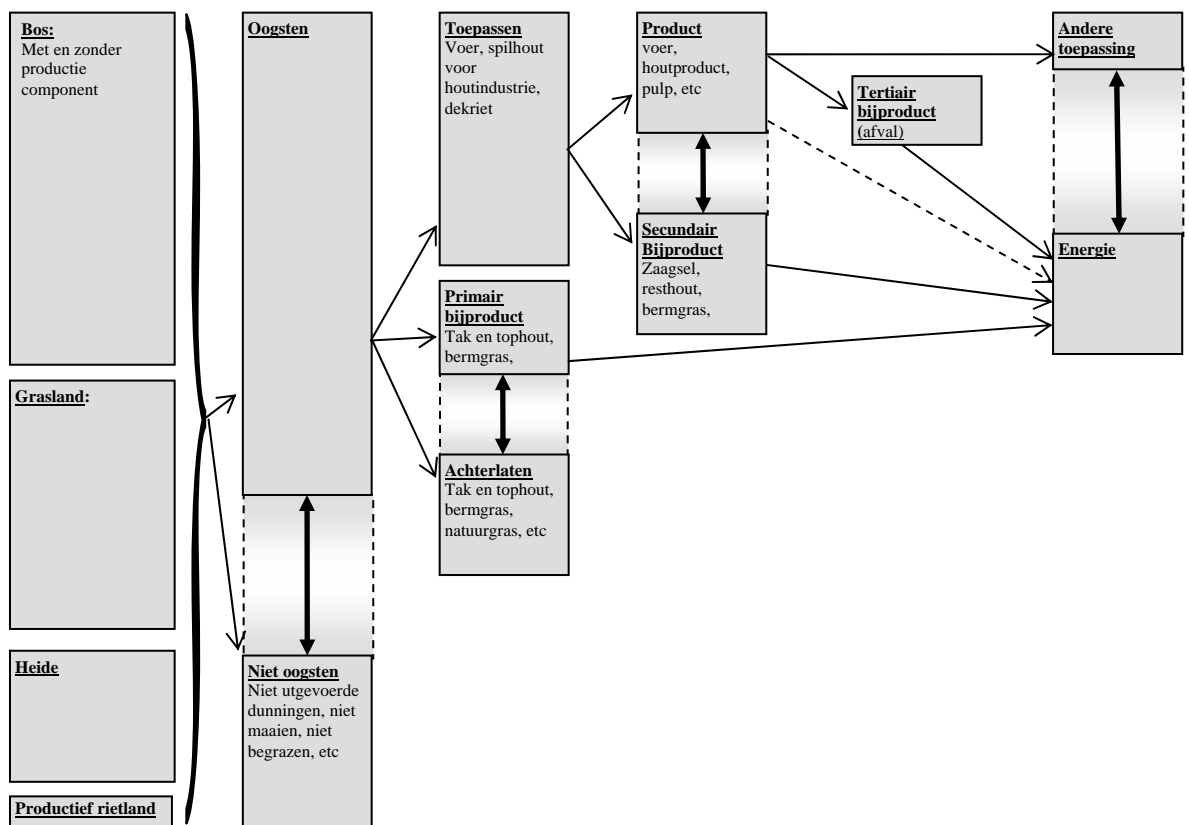 Bos:
Met en zonder
productie
component
Grasland:
Heide
Productief rietland
Oogsten
Niet oogsten
Niet utgevoerde
dunningen, niet
maaien, niet
begrazen, etc
Toepassen
Voer, spilhout
voor
houtindustrie,
dekriet
Primair
bijproduct
Tak en tophout,
bermgras,
Achterlaten
Tak en tophout,
bermgras,
natuurgras, etc
Product
voer,
houtproduct,
pulp, etc
Secundair
Bijproduct
Zaagsel,
resthout,
bermgras,
Tertiair
bijproduct
(afval)
Andere
toepassing
Energie